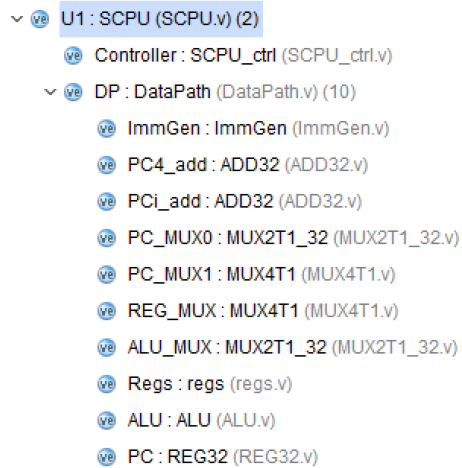 U1 : SCPU (SCPU.v) (2)
Controller : SCPU_ctrl (SCPU_ctrl.v)
DP : DataPath (DataPath.v) (10)
ImmGen : ImmGen (ImmGen.v)
PC4_add : ADD32 (ADD32.v)
PCi_add : ADD32 (ADD32.v)
PC_MUX0 : MUX2T1_32 (MUX2T1_32.v)
PC_MUX1 : MUX4T1 (MUX4T1.v)
REG_MUX : MUX4T1 (MUX4T1.v)
ALU_MUX : MUX2T1_32 (MUX2T1_32.v)
Regs : regs (regs.v)
ALU : ALU (ALU.v)
PC : REG32 (REG32.v)